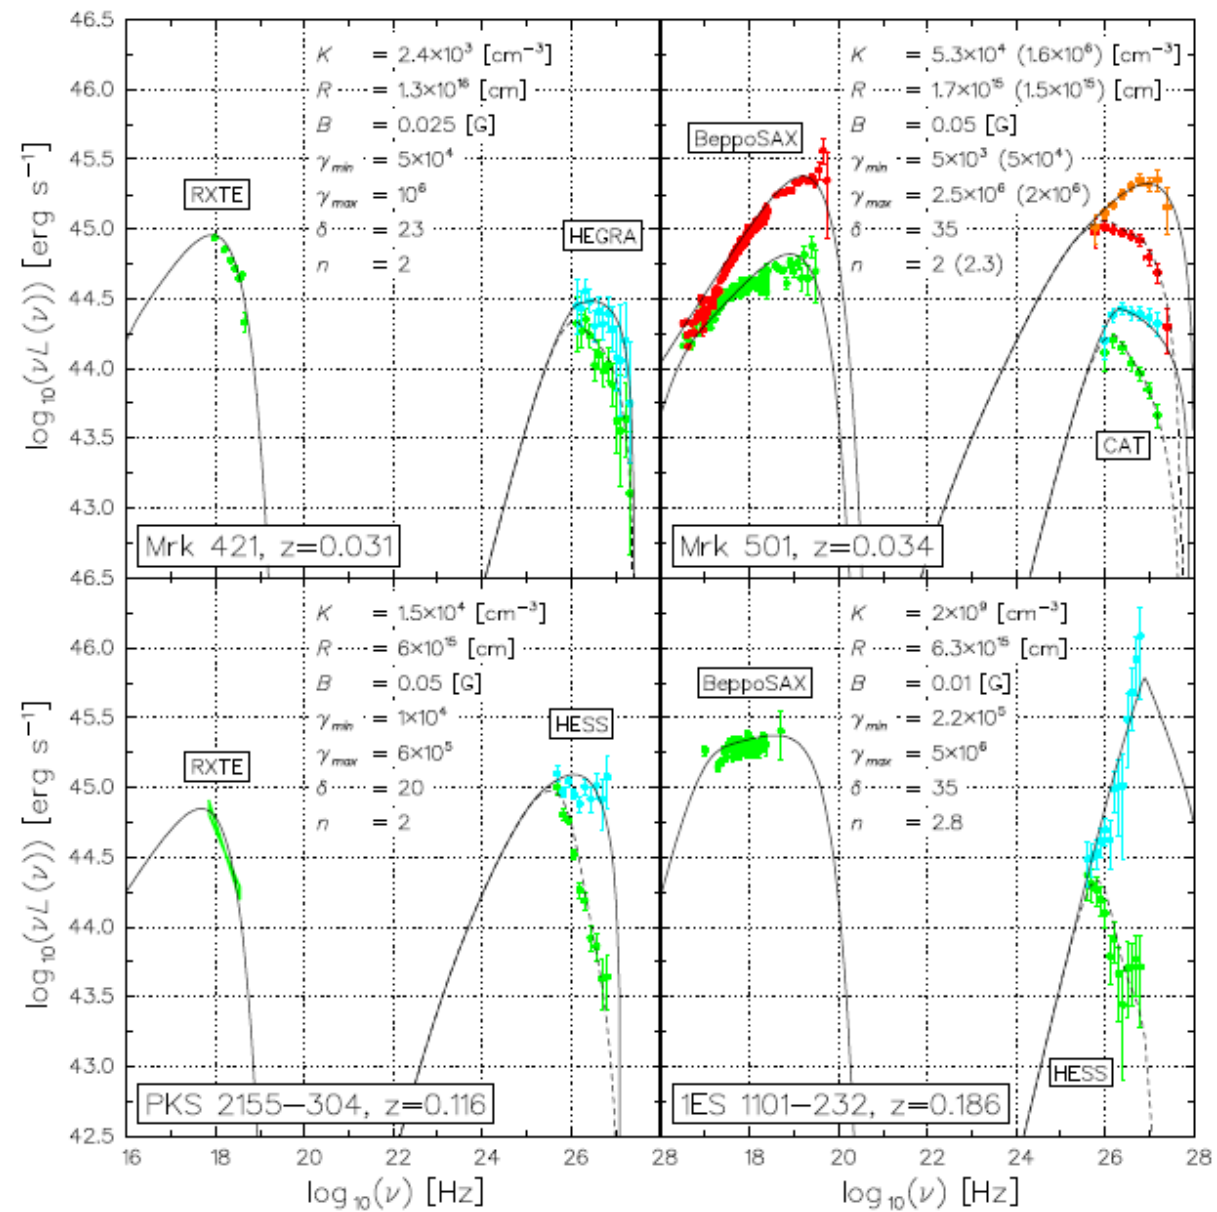 46.5
46.0
45.5
45.0
44.5
44.0
43.5
43.0
46.5
46.0
45.5
45.0
44.5
44.0
43.5
43.0
42.5
log₁₀(νL(ν)) [erg s⁻¹]
log₁₀(νL(ν)) [erg s⁻¹]
K = 2.4×10³ [cm⁻³]
R = 1.3×10¹⁶ [cm]
B = 0.025 [G]
γmin = 5×10⁴
γmax = 10⁶
δ = 23
n = 2
RXTE
HEGRA
Mrk 421, z=0.031
K = 5.3×10⁴ (1.6×10⁶) [cm⁻³]
R = 1.7×10¹⁵ (1.5×10¹⁵) [cm]
B = 0.05 [G]
γmin = 5×10³ (5×10⁴)
γmax = 2.5×10⁶ (2×10⁶)
δ = 35
n = 2 (2.3)
BeppoSAX
CAT
Mrk 501, z=0.034
K = 1.5×10⁴ [cm⁻³]
R = 6×10¹⁵ [cm]
B = 0.05 [G]
γmin = 1×10⁴
γmax = 6×10⁵
δ = 20
n = 2
RXTE
HESS
PKS 2155−304, z=0.116
K = 2×10⁹ [cm⁻³]
R = 6.3×10¹⁵ [cm]
B = 0.01 [G]
γmin = 2.2×10⁵
γmax = 5×10⁶
δ = 35
n = 2.8
BeppoSAX
HESS
1ES 1101−232, z=0.186
16 18 20 22 24 26 28 18 20 22 24 26 28
log₁₀(ν) [Hz]
log₁₀(ν) [Hz]